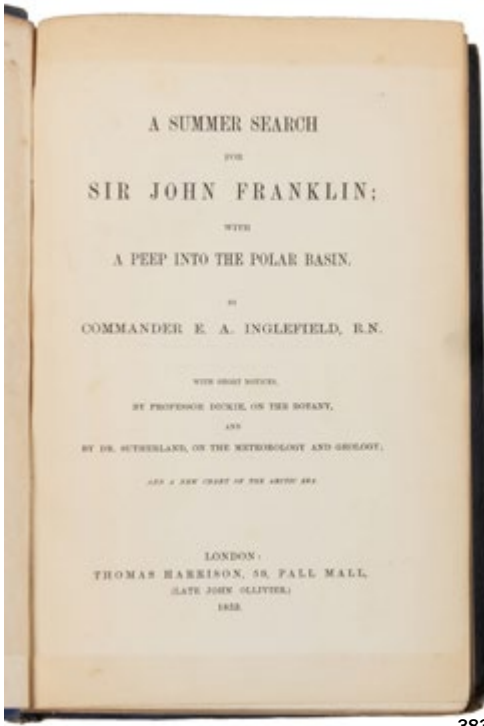 A SUMMER SEARCH
FOR
SIR JOHN FRANKLIN;
WITH
A PEEP INTO THE POLAR BASIN.
BY
COMMANDER E. A. INGLEFIELD, R.N.
WITH SHORT NOTICES,
BY PROFESSOR DICKIE, ON THE BOTANY,
AND
BY DR. SUTHERLAND, ON THE METEOROLOGY AND GEOLOGY;
AND A NEW CHART OF THE ARCTIC SEA.
LONDON:
THOMAS HARRISON, 59, PALL MALL,
(LATE JOHN OLLIVIER.)
1853.